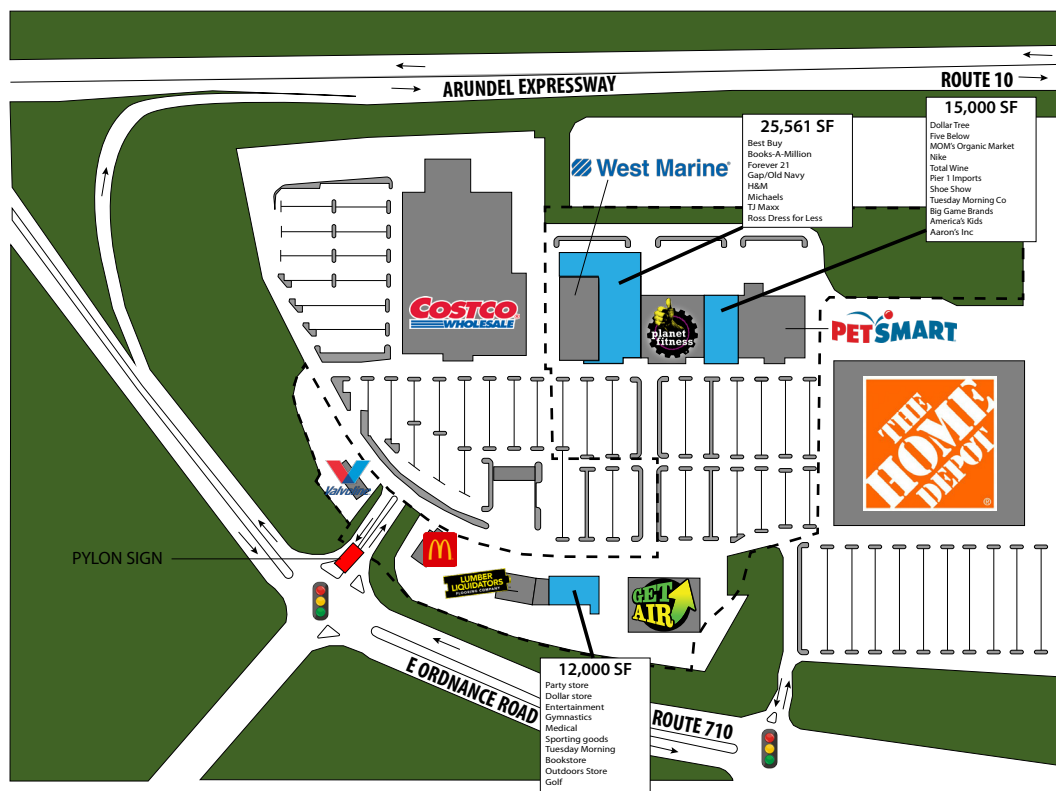 ARUNDEL EXPRESSWAY
ROUTE 10
25,561 SF
Best Buy
Books-A-Million
Forever 21
Gap/Old Navy
H&M
Michaels
TJ Maxx
Ross Dress for Less
15,000 SF
Dollar Tree
Five Below
MOM's Organic Market
Nike
Total Wine
Pier 1 Imports
Shoe Show
Tuesday Morning Co
Big Game Brands
America's Kids
Aaron's Inc
West Marine®
COSTCO
WHOLESALE
planet
fitness
PETSMART
THE
HOME
DEPOT
®
V
Valvoline
PYLON SIGN
M
LUMBER
LIQUIDATORS
FLOORING COMPANY
GET
AIR
E ORDNANCE ROAD
ROUTE 710
12,000 SF
Party store
Dollar store
Entertainment
Gymnastics
Medical
Sporting goods
Tuesday Morning
Bookstore
Outdoors Store
Golf